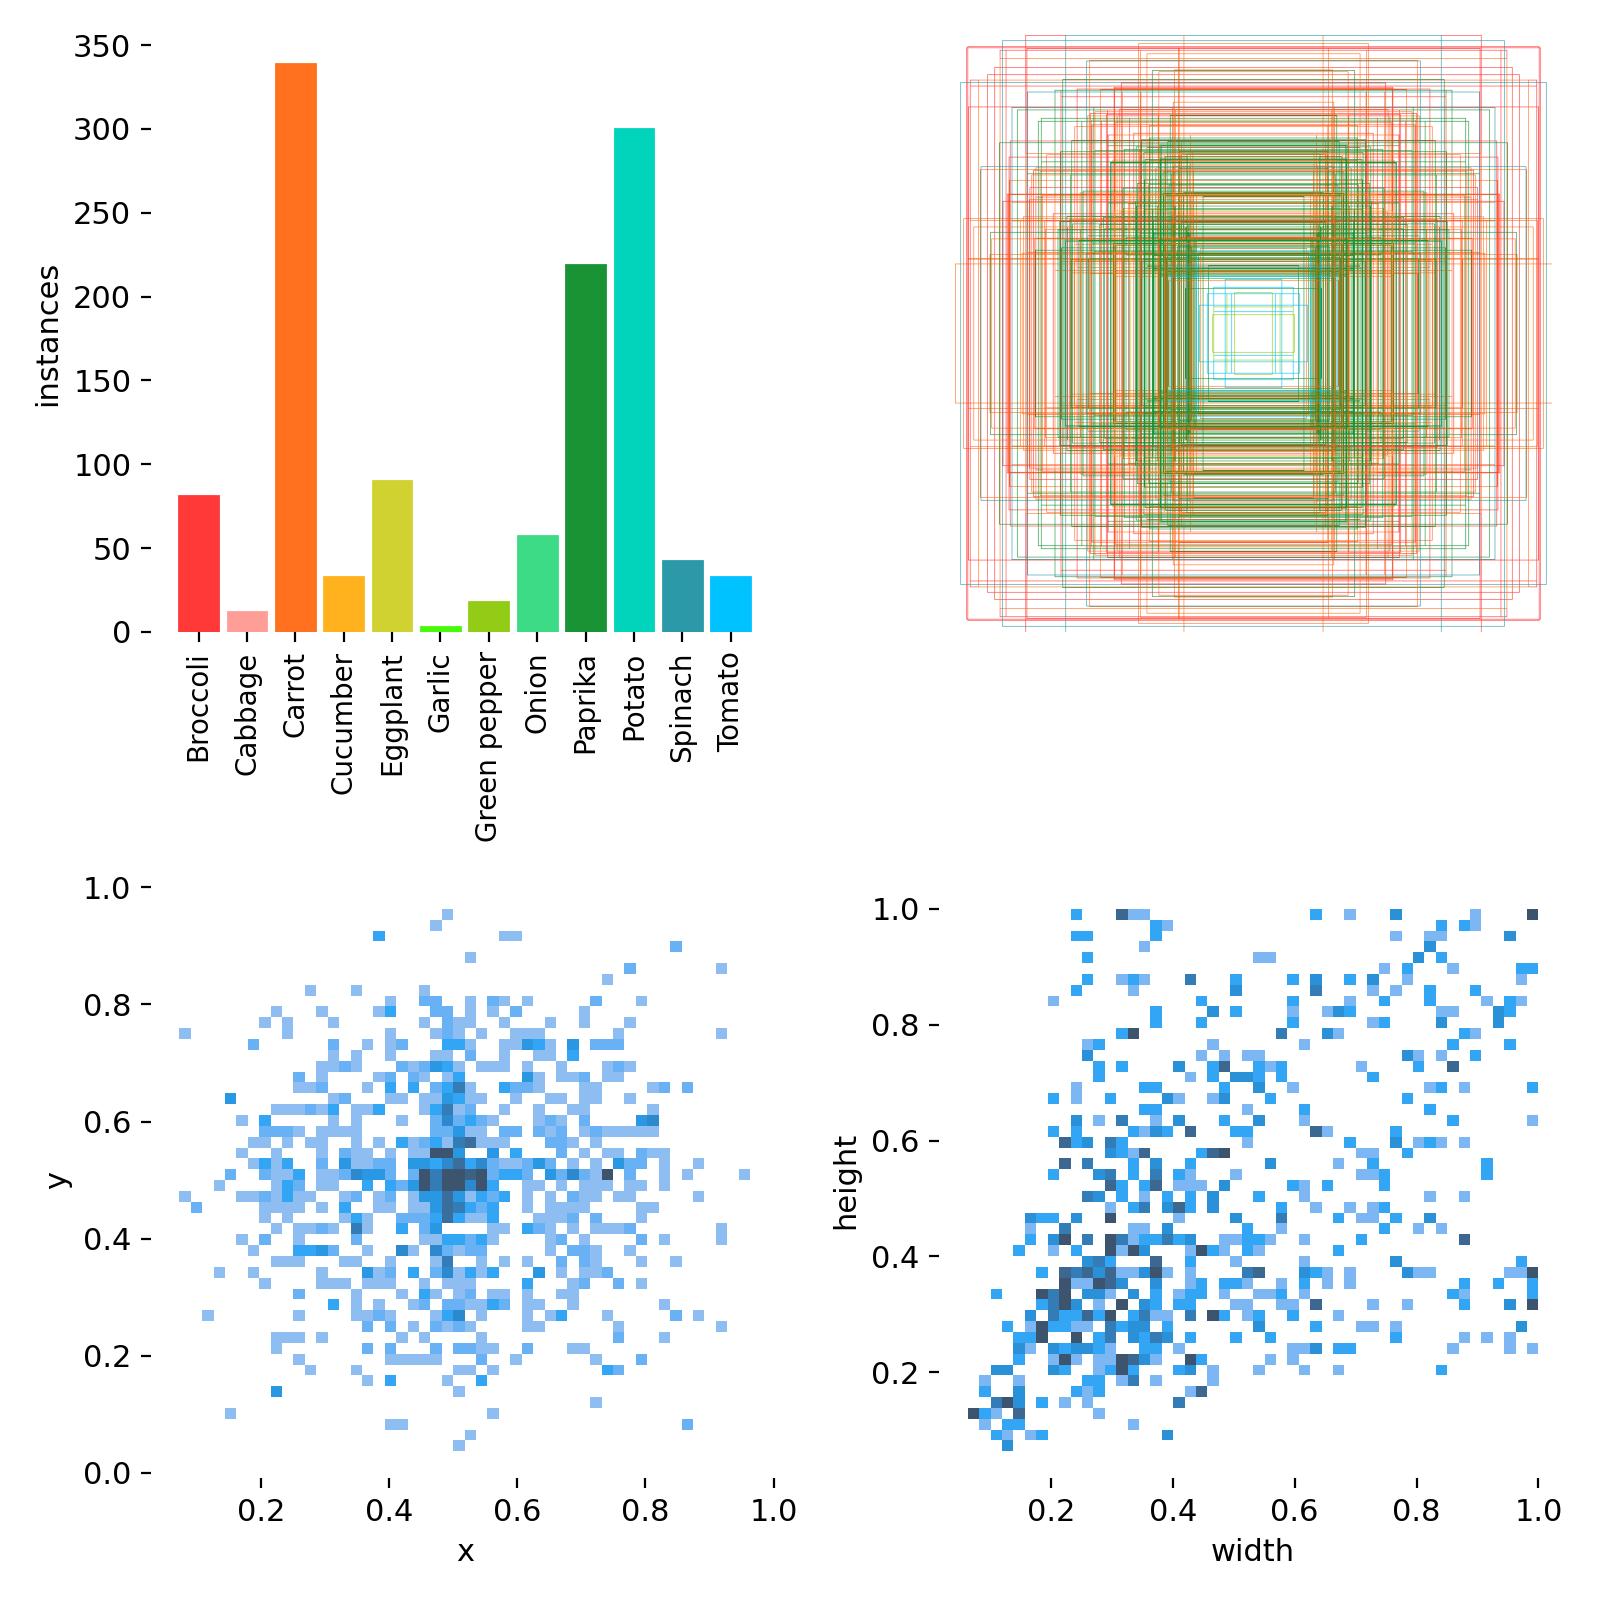 350
300
250
200
150
100
50
0
instances
Broccoli
Cabbage
Carrot
Cucumber
Eggplant
Garlic
Green pepper
Onion
Paprika
Potato
Spinach
Tomato
1.0
0.8
0.6
0.4
0.2
0.0
y
0.2 0.4 0.6 0.8 1.0
x
1.0
0.8
0.6
0.4
0.2
height
0.2 0.4 0.6 0.8 1.0
width